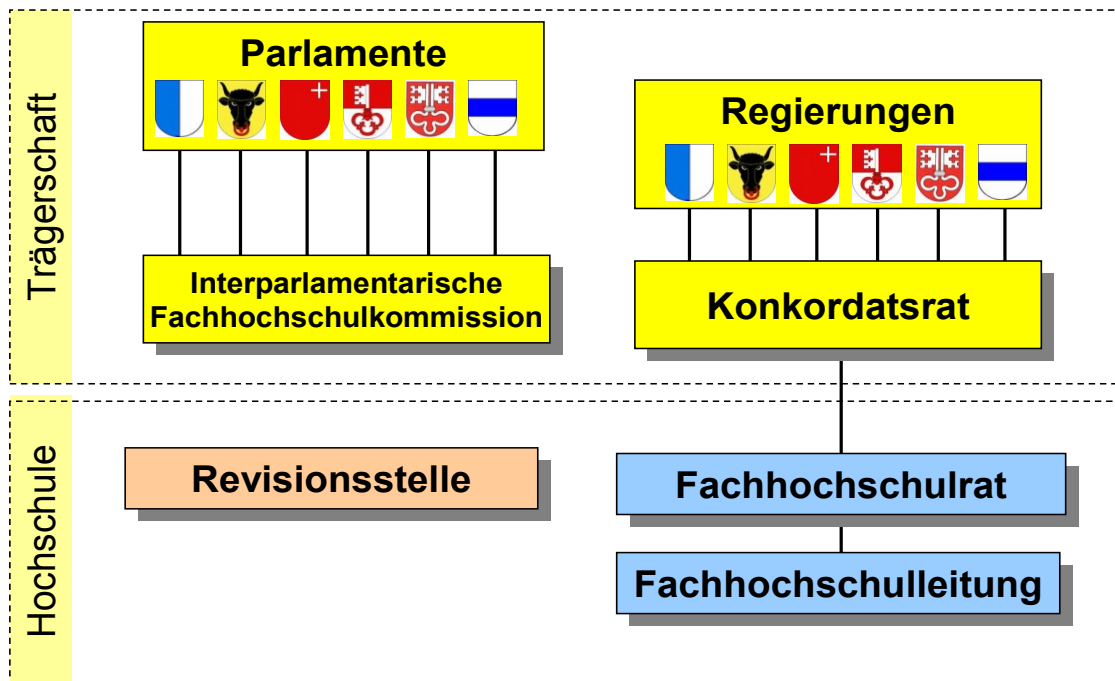 Trägerschaft
Parlamente
Regierungen
Interparlamentarische
Fachhochschulkommission
Konkordatsrat
Hochschule
Revisionsstelle
Fachhochschulrat
Fachhochschulleitung